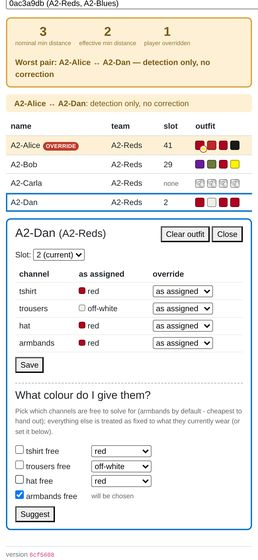 0ac3a9db (A2-Reds, A2-Blues)
3 2 1
nominal min distance effective min distance player overridden
Worst pair: A2-Alice ↔ A2-Dan — detection only, no
correction
A2-Alice ↔ A2-Dan: detection only, no correction
name team slot outfit
A2-Alice OVERRIDE A2-Reds 41
A2-Bob A2-Reds 29
A2-Carla A2-Reds none
A2-Dan A2-Reds 2
A2-Dan (A2-Reds) Clear outfit Close
Slot: 2 (current)
channel as assigned override
tshirt red as assigned
trousers off-white as assigned
hat red as assigned
armbands red as assigned
Save
What colour do I give them?
Pick which channels are free to solve for (armbands by default - cheapest to
hand out); everything else is treated as fixed to what they currently wear (or
set it below).
tshirt free red
trousers free off-white
hat free red
armbands free will be chosen
Suggest
version 6cf5608